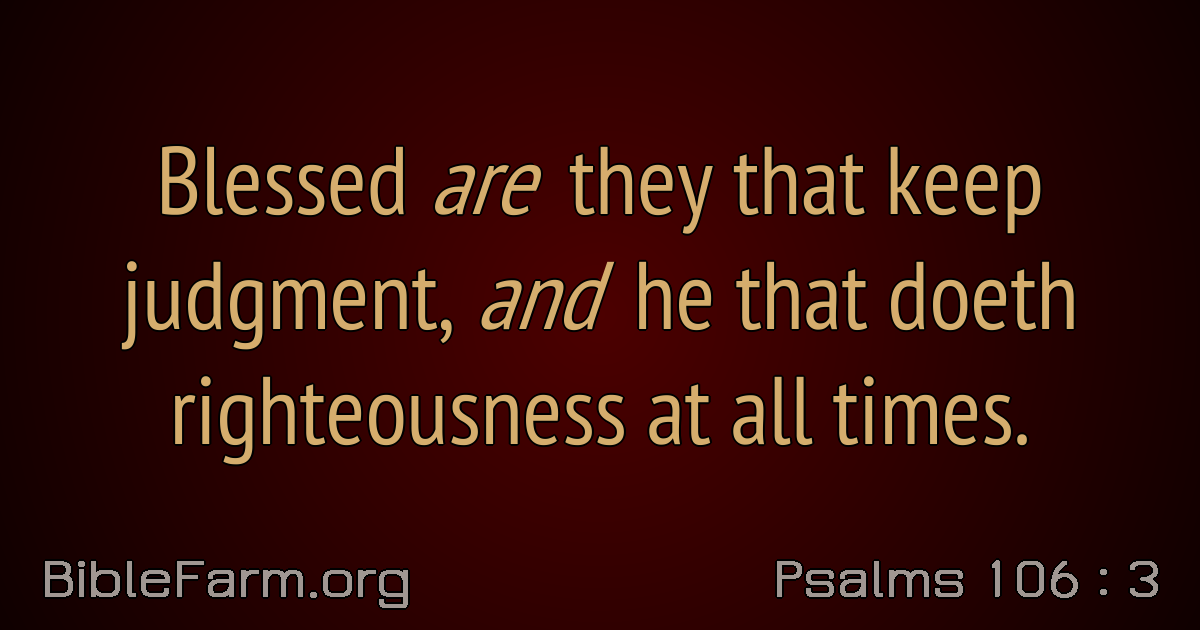 Blessed are they that keep
judgment, and he that doeth
righteousness at all times.
BibleFarm.org
Psalms 106 : 3